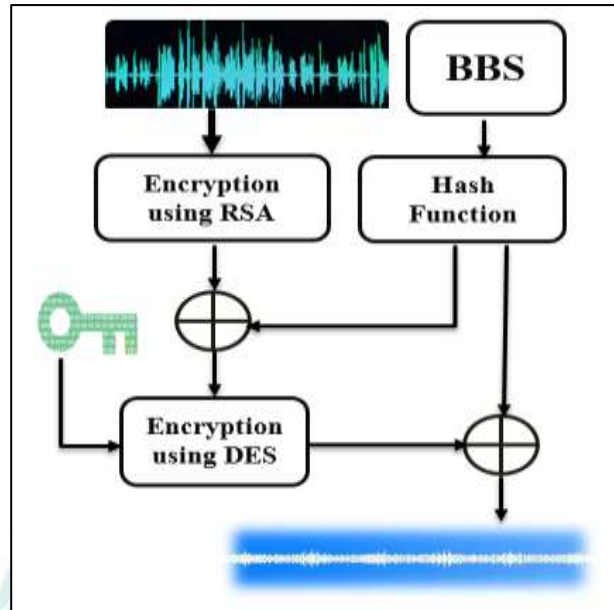 BBS
Encryption
using RSA
Hash
Function
Encryption
using DES